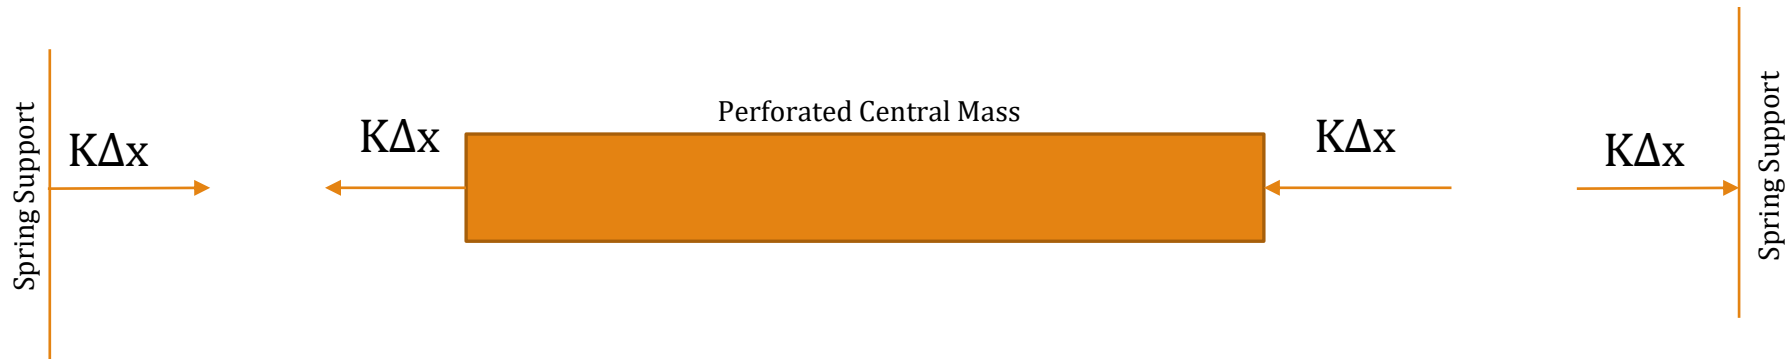 Spring Support
KΔx
KΔx
Perforated Central Mass
KΔx
KΔx
Spring Support